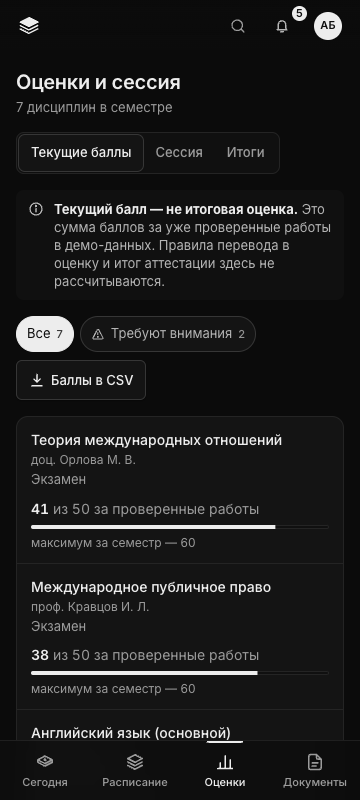 5
АБ
Оценки и сессия
7 дисциплин в семестре
Текущие баллы
Сессия
Итоги
Текущий балл — не итоговая оценка. Это
сумма баллов за уже проверенные работы
в демо-данных. Правила перевода в
оценку и итог аттестации здесь не
рассчитываются.
Все 7
Требуют внимания 2
Баллы в CSV
Теория международных отношений
доц. Орлова М. В.
Экзамен
41 из 50 за проверенные работы
максимум за семестр — 60
Международное публичное право
проф. Кравцов И. Л.
Экзамен
38 из 50 за проверенные работы
максимум за семестр — 60
Английский язык (основной)
Сегодня
Расписание
Оценки
Документы